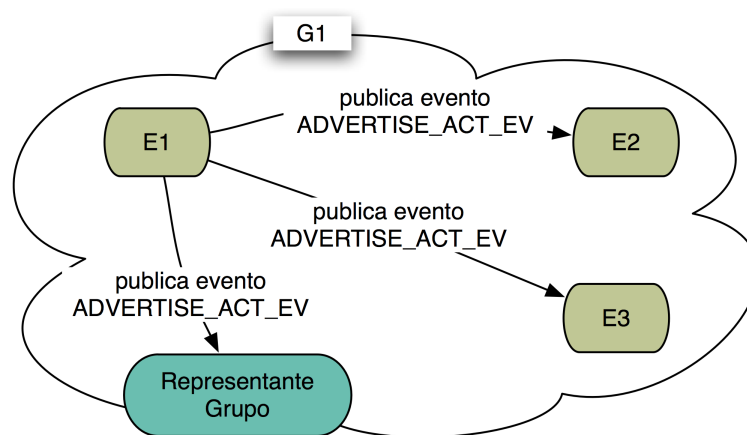 G1
publica evento
ADVERTISE_ACT_EV
E1
E2
publica evento
ADVERTISE_ACT_EV
publica evento
ADVERTISE_ACT_EV
E3
Representante
Grupo